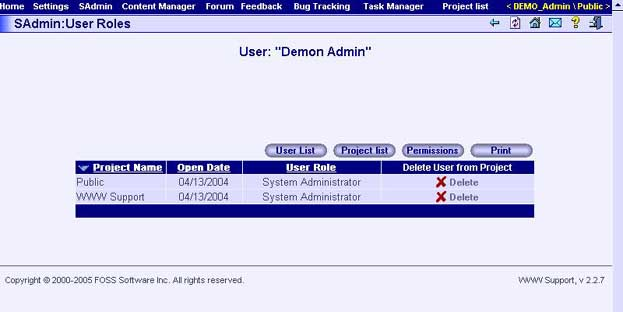 Home Settings SAdmin Content Manager Forum Feedback Bug Tracking Task Manager Project list < DEMO_Admin \ Public >
SAdmin:User Roles
User: "Demon Admin"
User List Project list Permissions Print
Project Name Open Date User Role Delete User from Project
Public 04/13/2004 System Administrator Delete
WWW Support 04/13/2004 System Administrator Delete
Copyright © 2000-2005 FOSS Software Inc. All rights reserved. WWW Support, v 2.2.7